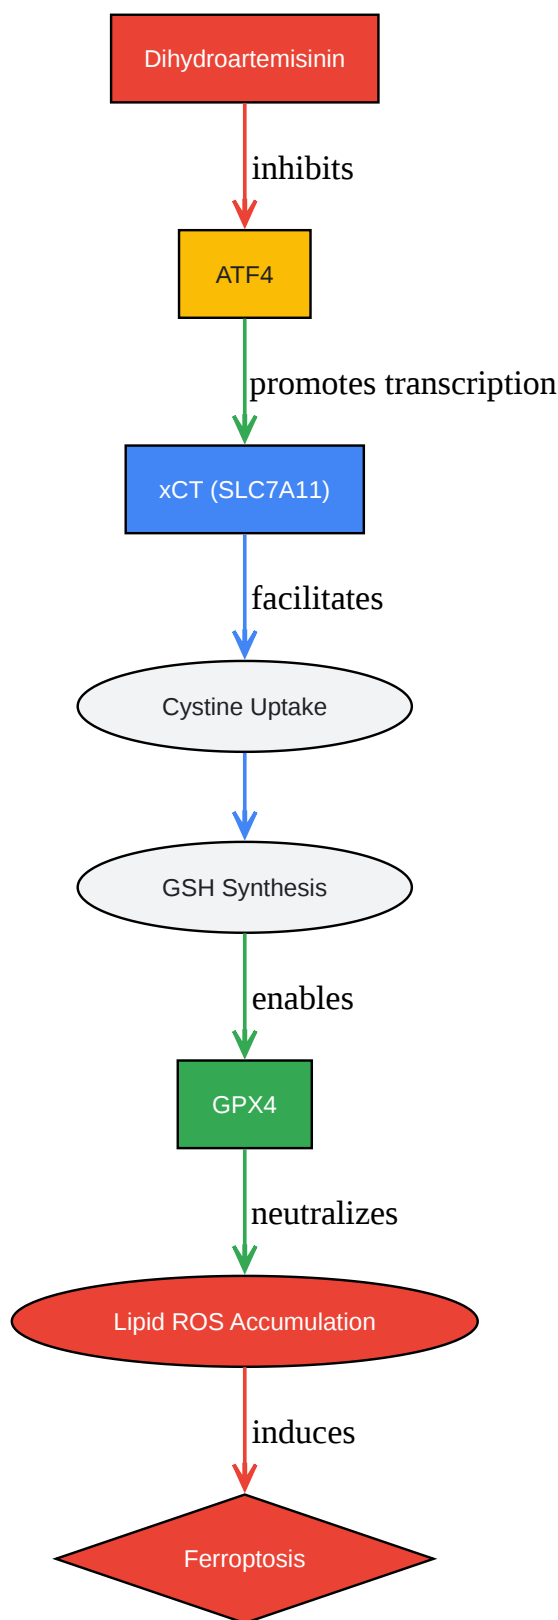 Dihydroartemisinin
inhibits
ATF4
promotes transcription
xCT (SLC7A11)
facilitates
Cystine Uptake
GSH Synthesis
enables
GPX4
neutralizes
Lipid ROS Accumulation
induces
Ferroptosis